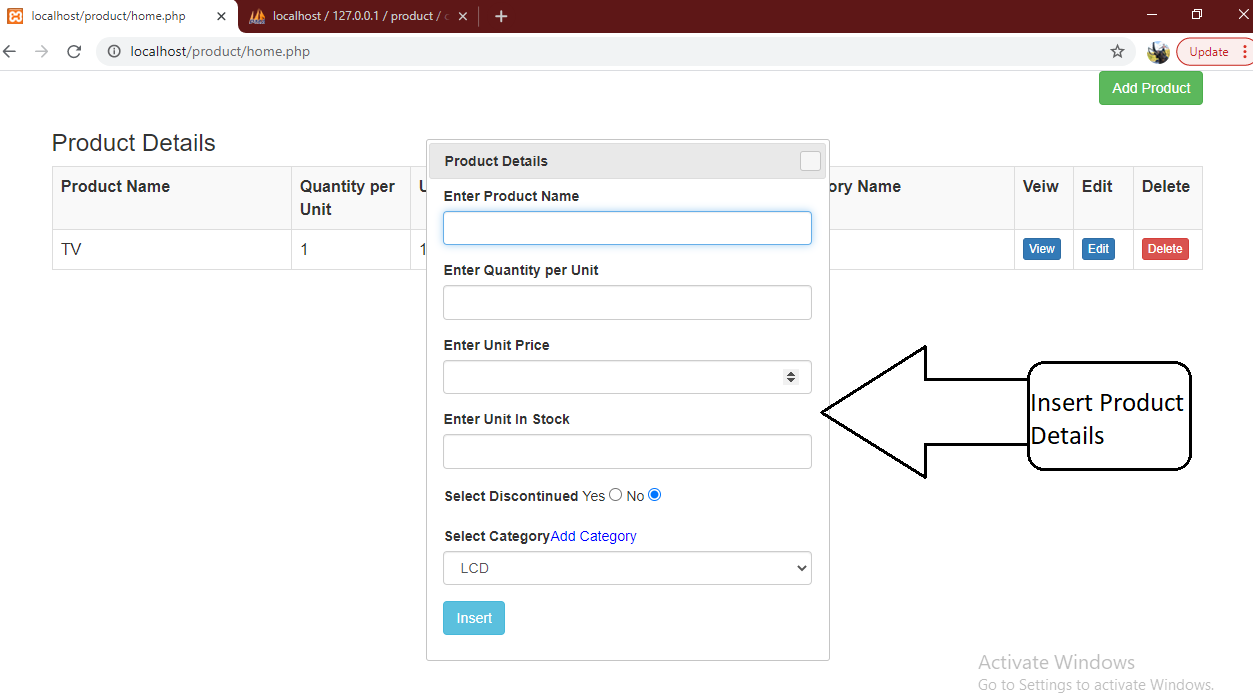 localhost/product/home.php
localhost / 127.0.0.1 / product /
localhost/product/home.php
Update
Add Product
Product Details
Product Name
Quantity per
Unit
ory Name
Veiw
Edit
Delete
TV
1
1
View
Edit
Delete
Product Details
Enter Product Name
Enter Quantity per Unit
Enter Unit Price
Enter Unit In Stock
Select Discontinued Yes No
Select CategoryAdd Category
LCD
Insert
Insert Product
Details
Activate Windows
Go to Settings to activate Windows.